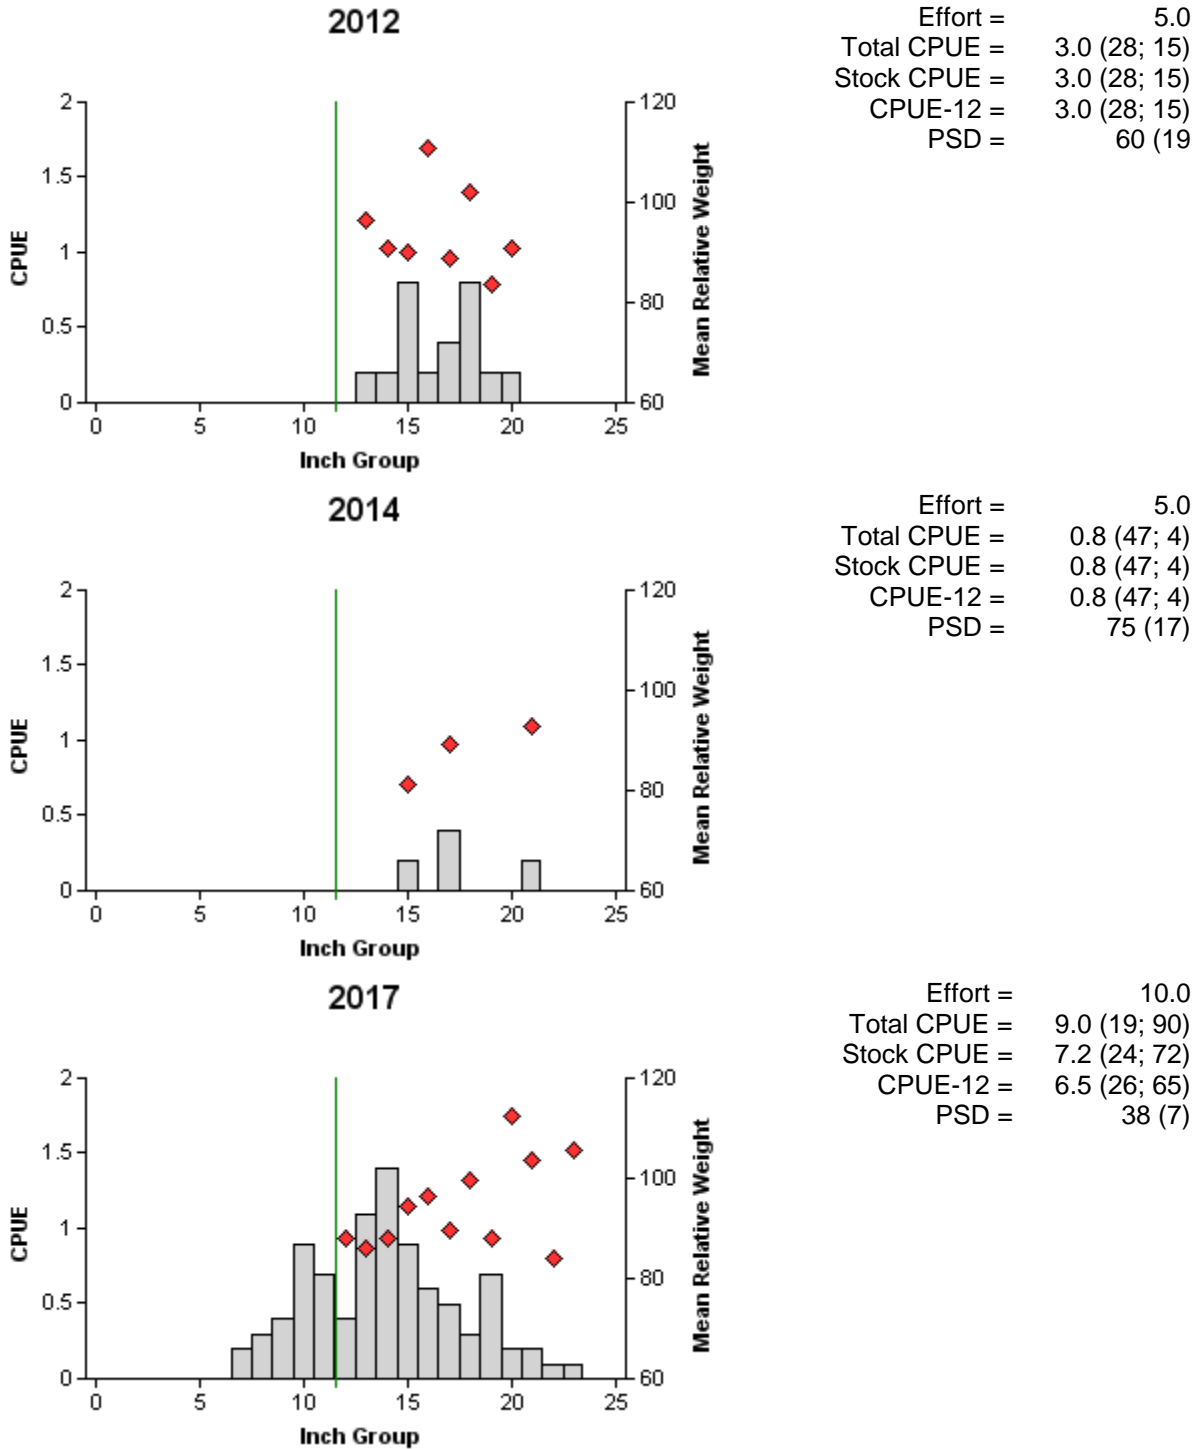 2012
Effort = 5.0
Total CPUE = 3.0 (28; 15)
Stock CPUE = 3.0 (28; 15)
CPUE-12 = 3.0 (28; 15)
PSD = 60 (19
2
1.5
1
0.5
0
CPUE
120
100
80
60
Mean Relative Weight
0 5 10 15 20 25
Inch Group
2014
Effort = 5.0
Total CPUE = 0.8 (47; 4)
Stock CPUE = 0.8 (47; 4)
CPUE-12 = 0.8 (47; 4)
PSD = 75 (17)
2
1.5
1
0.5
0
CPUE
120
100
80
60
Mean Relative Weight
0 5 10 15 20 25
Inch Group
2017
Effort = 10.0
Total CPUE = 9.0 (19; 90)
Stock CPUE = 7.2 (24; 72)
CPUE-12 = 6.5 (26; 65)
PSD = 38 (7)
2
1.5
1
0.5
0
CPUE
120
100
80
60
Mean Relative Weight
0 5 10 15 20 25
Inch Group